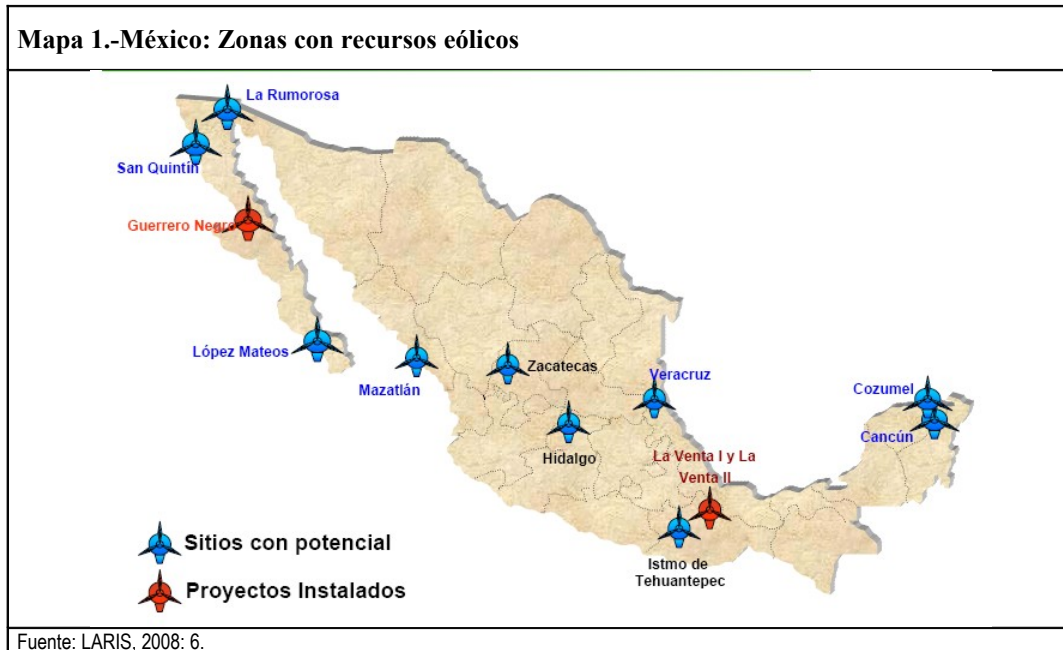 Mapa 1.-México: Zonas con recursos eólicos
La Rumorosa
San Quintín
Guerrero Negro
López Mateos
Mazatlán
Zacatecas
Veracruz
Cozumel
Cancún
Hidalgo
La Venta I y La
Venta II
Istmo de
Tehuantepec
Sitios con potencial
Proyectos Instalados
Fuente: LARIS, 2008: 6.